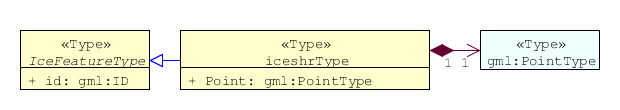 «Type»
IceFeatureType
+ id: gml:ID
«Type»
iceshrType
+ Point: gml:PointType
1 1
«Type»
gml:PointType